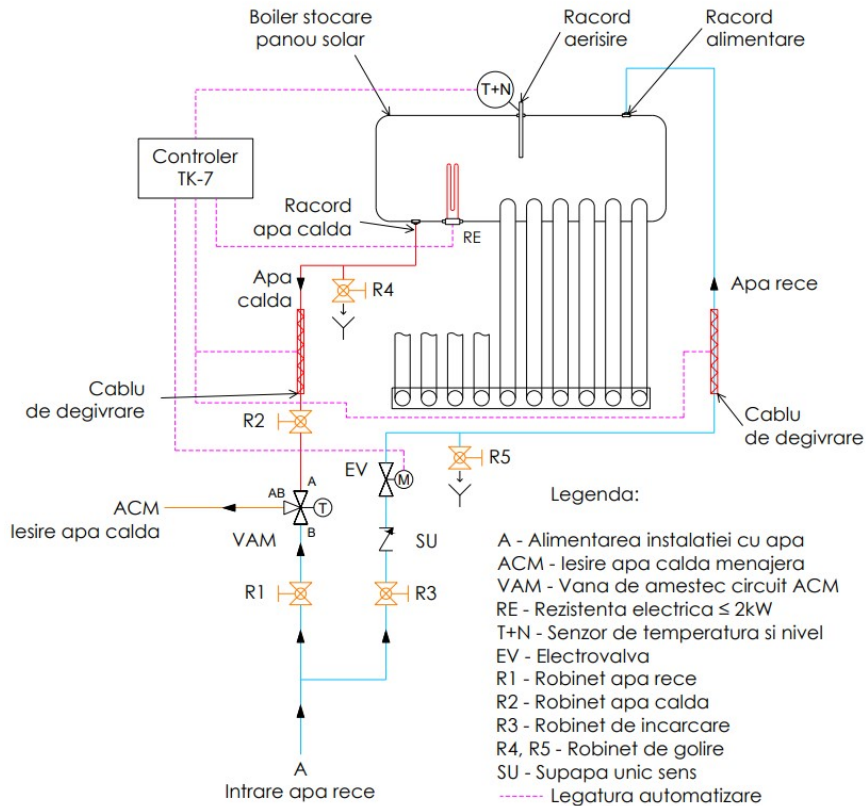 Boiler stocare
panou solar
Racord
aerisire
Racord
alimentare
T+N
Controler
TK-7
Racord
apa calda
RE
Apa
calda
R4
Apa rece
Cablu
de degivrare
R2
Cablu
de degivrare
EV
M
R5
ACM
Iesire apa calda
AB
A
T
B
VAM
SU
R1
R3
A
Intrare apa rece
Legenda:
A - Alimentarea instalatiei cu apa
ACM - Iesire apa calda menajera
VAM - Vana de amestec circuit ACM
RE - Rezistenta electrica ≤ 2kW
T+N - Senzor de temperatura si nivel
EV - Electrovalva
R1 - Robinet apa rece
R2 - Robinet apa calda
R3 - Robinet de incarcare
R4, R5 - Robinet de golire
SU - Supapa unic sens
Legatura automatizare